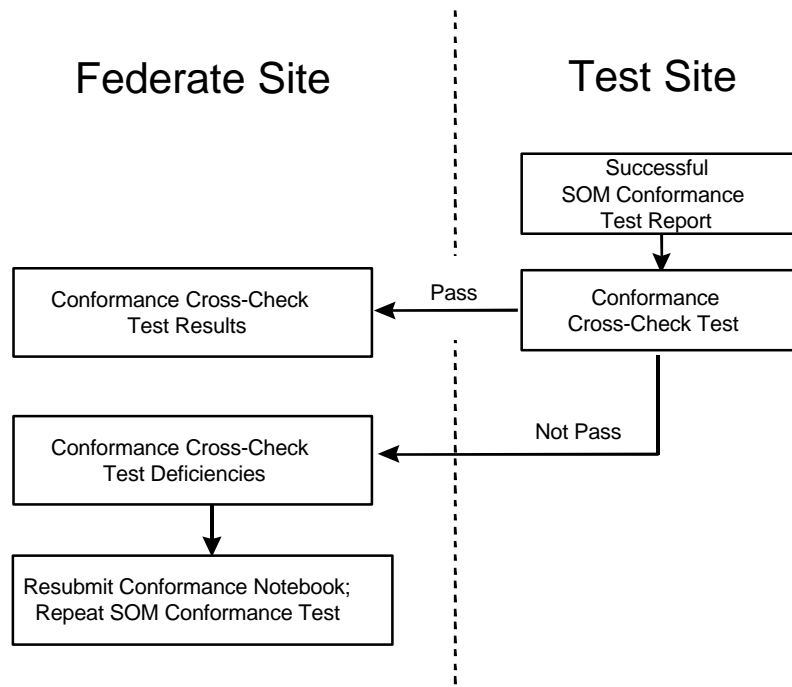 Federate Site
Test Site
Successful
SOM Conformance
Test Report
Conformance Cross-Check
Test Results
Pass
Conformance
Cross-Check Test
Conformance Cross-Check
Test Deficiencies
Not Pass
Resubmit Conformance Notebook;
Repeat SOM Conformance Test